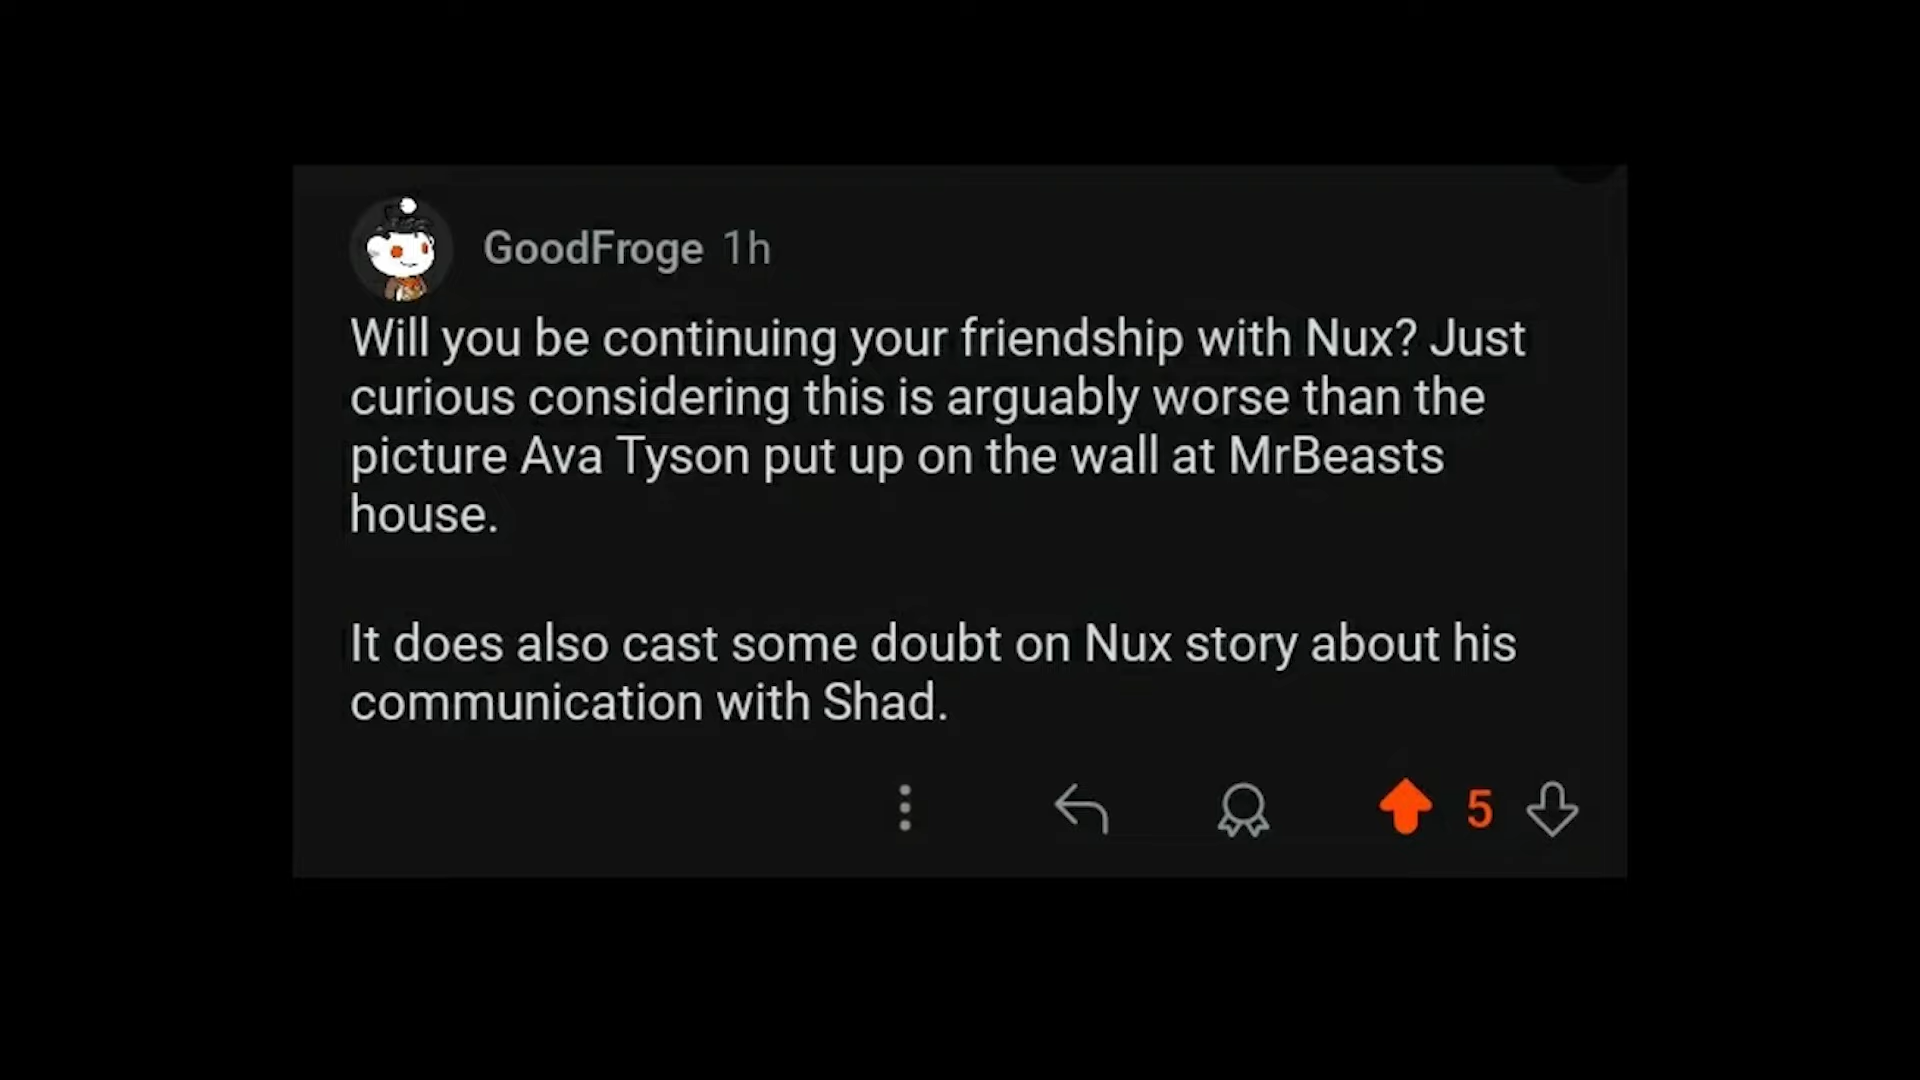 GoodFroge 1h
Will you be continuing your friendship with Nux? Just
curious considering this is arguably worse than the
picture Ava Tyson put up on the wall at MrBeasts
house.
It does also cast some doubt on Nux story about his
communication with Shad.
5